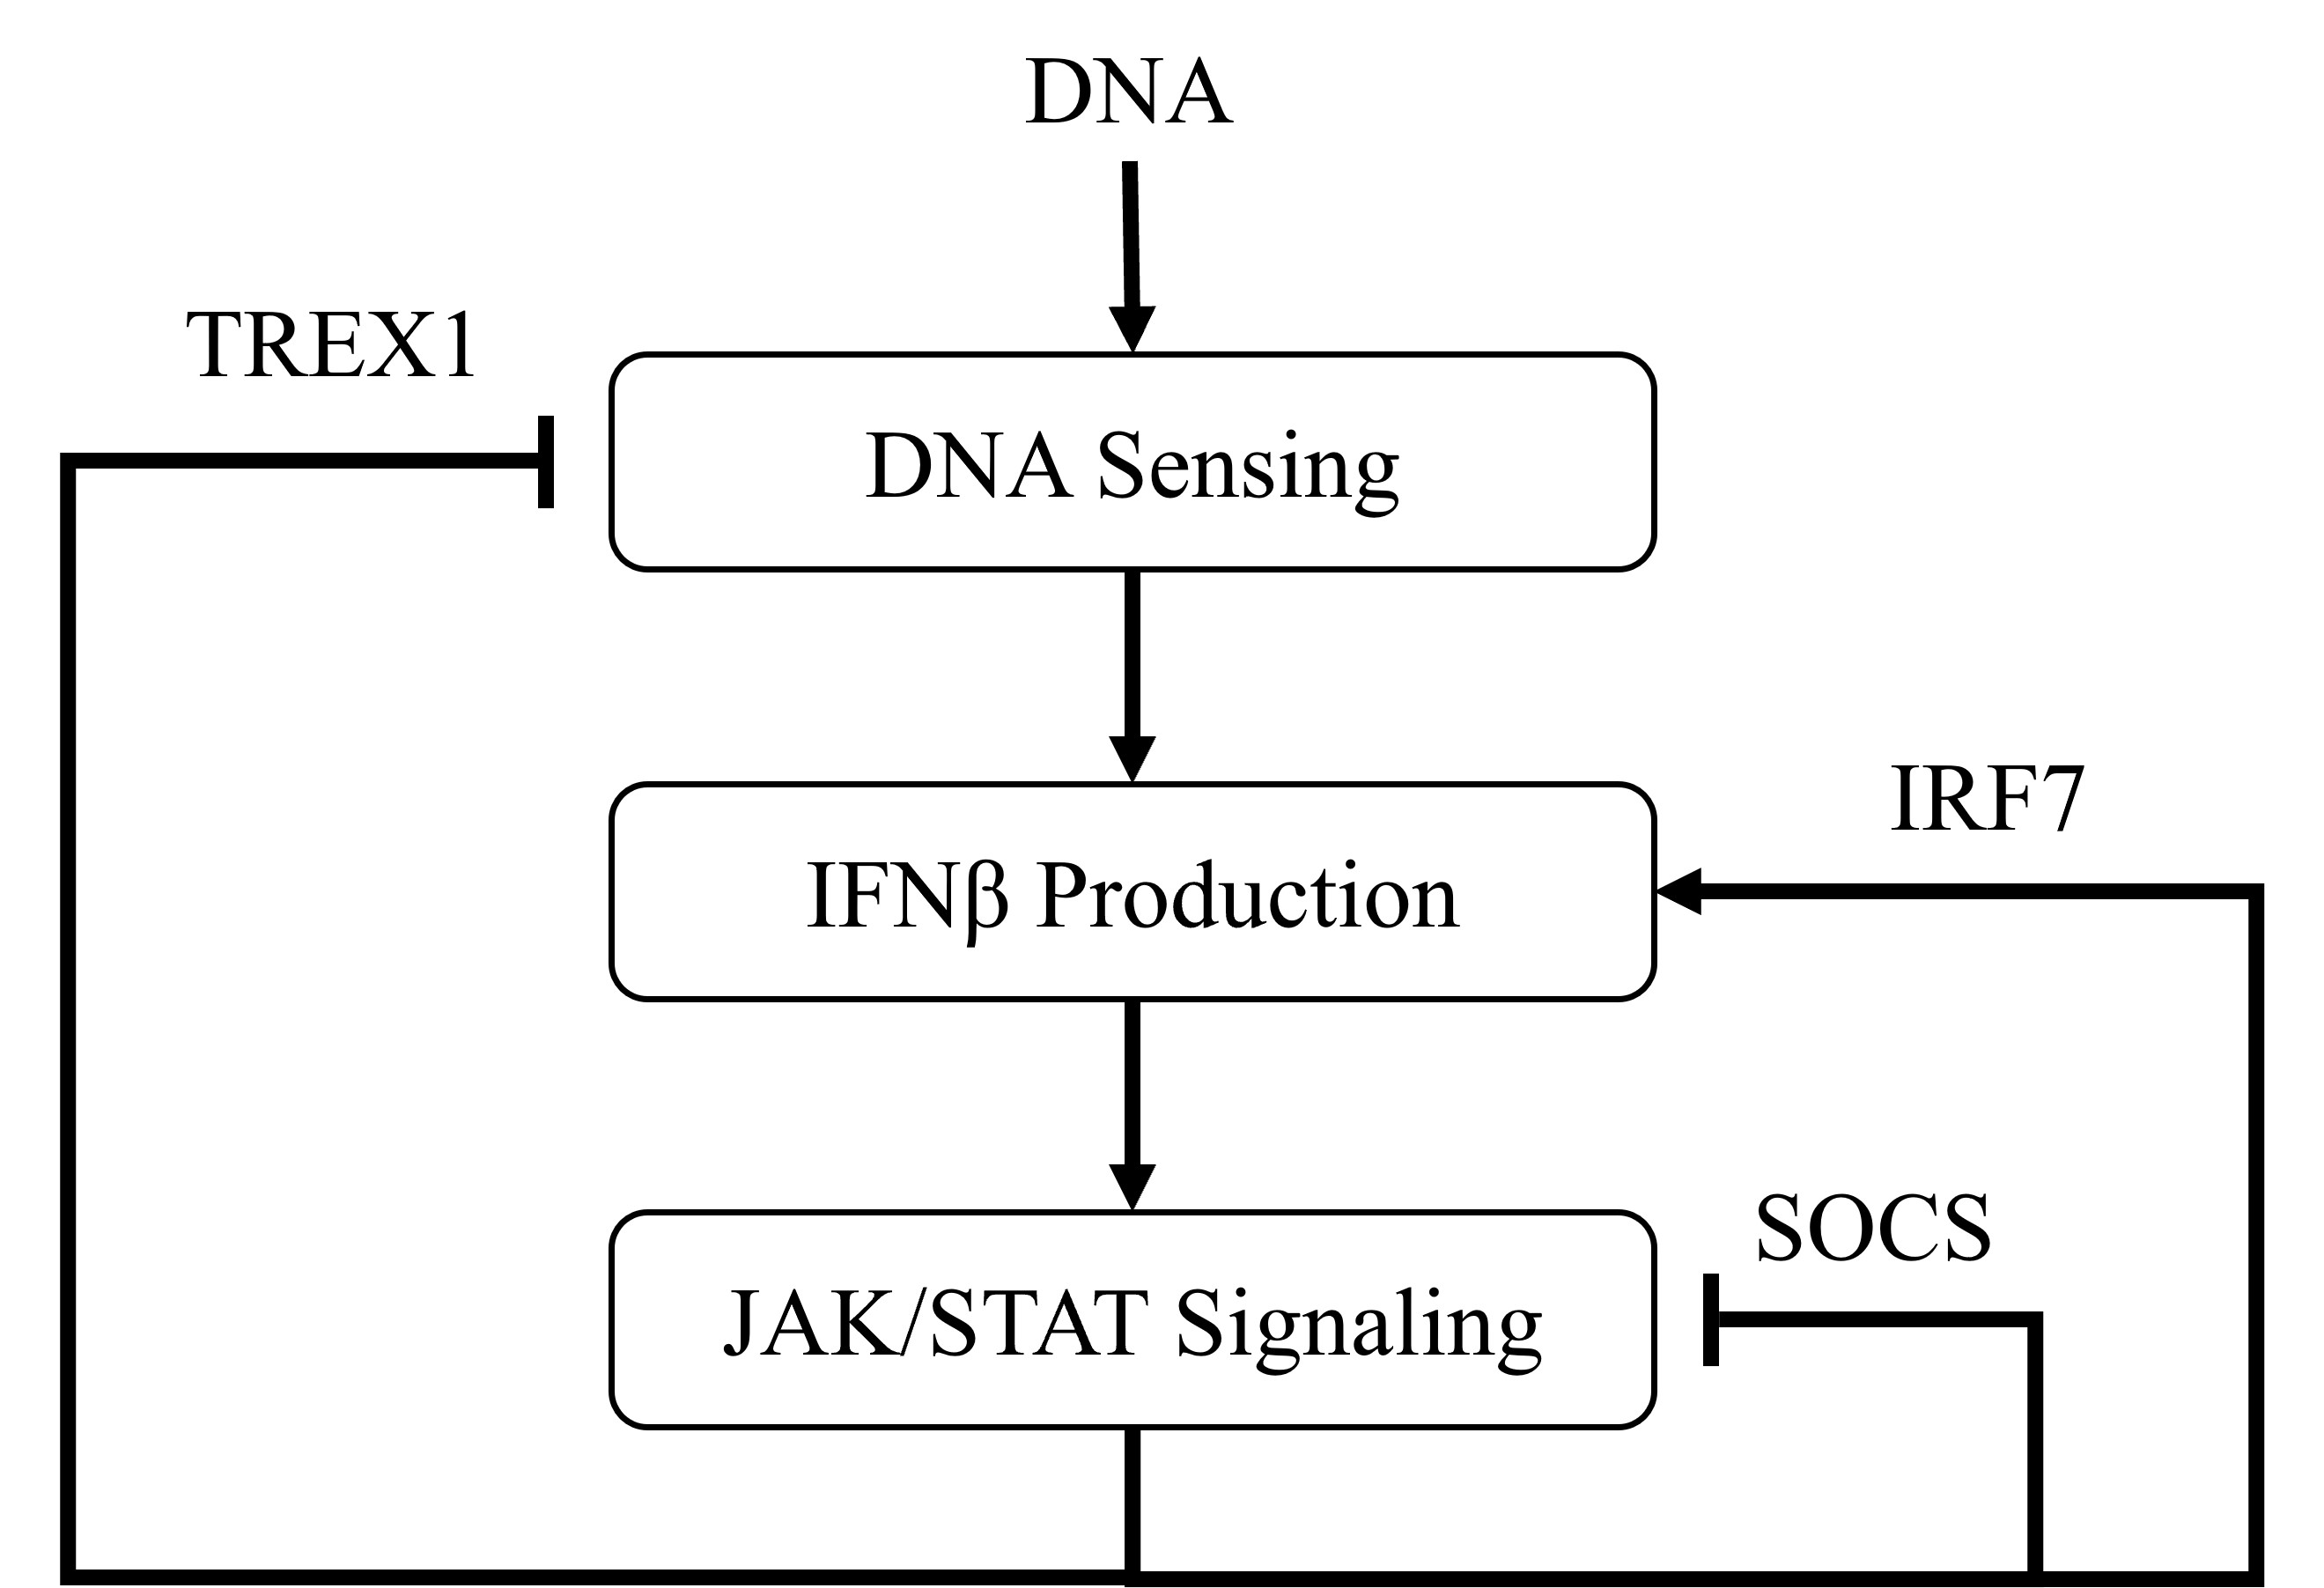 DNA
TREX1
DNA Sensing
IFNβ Production
IRF7
JAK/STAT Signaling
SOCS